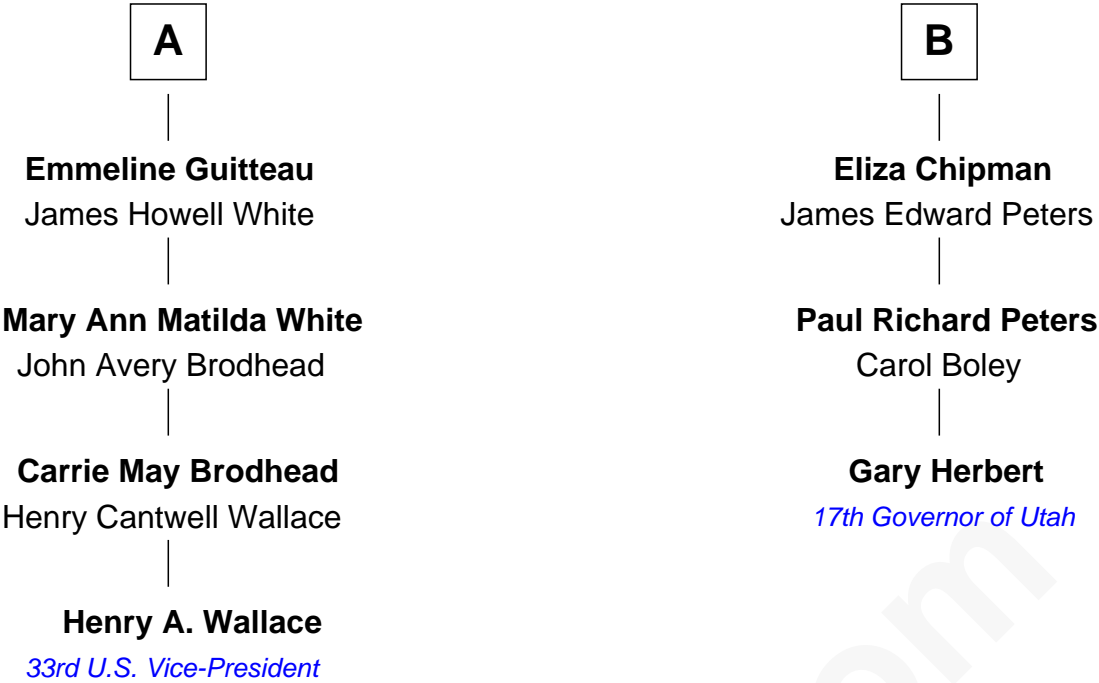 A
Emmeline Guitteau
James Howell White
Mary Ann Matilda White
John Avery Brodhead
Carrie May Brodhead
Henry Cantwell Wallace
Henry A. Wallace
33rd U.S. Vice-President
B
Eliza Chipman
James Edward Peters
Paul Richard Peters
Carol Boley
Gary Herbert
17th Governor of Utah
om